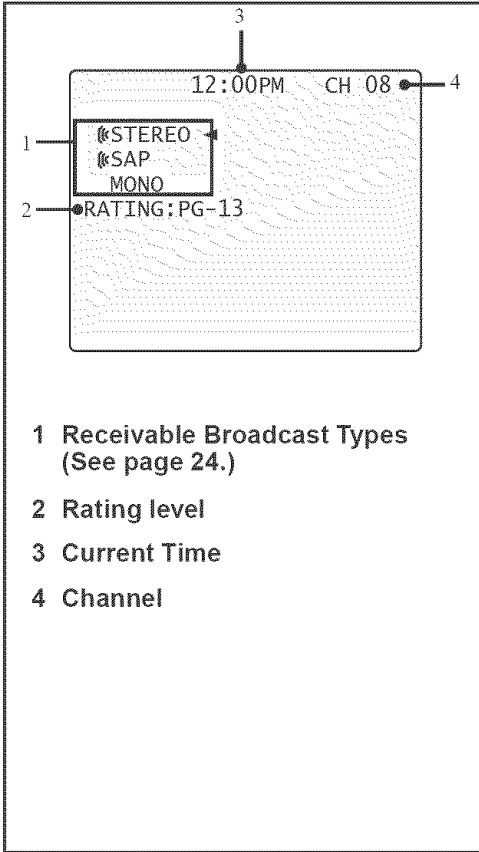 3
12:00PM CH 08 4
1 STEREO
SAP
MONO
2 RATING:PG-13
1 Receivable Broadcast Types
(See page 24.)
2 Rating level
3 Current Time
4 Channel